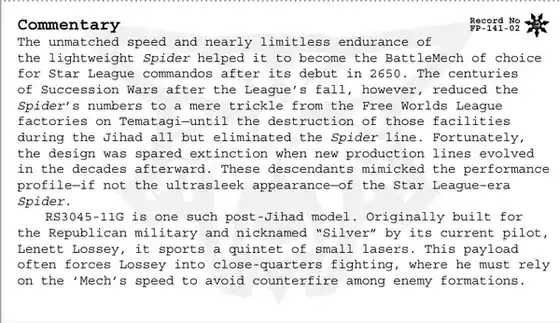 Commentary
Record No
FP-141-02
The unmatched speed and nearly limitless endurance of
the lightweight Spider helped it to become the BattleMech of choice
for Star League commandos after its debut in 2650. The centuries
of Succession Wars after the League's fall, however, reduced the
Spider's numbers to a mere trickle from the Free Worlds League
factories on Tematagi—until the destruction of those facilities
during the Jihad all but eliminated the Spider line. Fortunately,
the design was spared extinction when new production lines evolved
in the decades afterward. These descendants mimicked the performance
profile—if not the ultrasleek appearance—of the Star League-era
Spider.
RS3045-11G is one such post-Jihad model. Originally built for
the Republican military and nicknamed “Silver” by its current pilot,
Lenett Lossey, it sports a quintet of small lasers. This payload
often forces Lossey into close-quarters fighting, where he must rely
on the ‘Mech's speed to avoid counterfire among enemy formations.